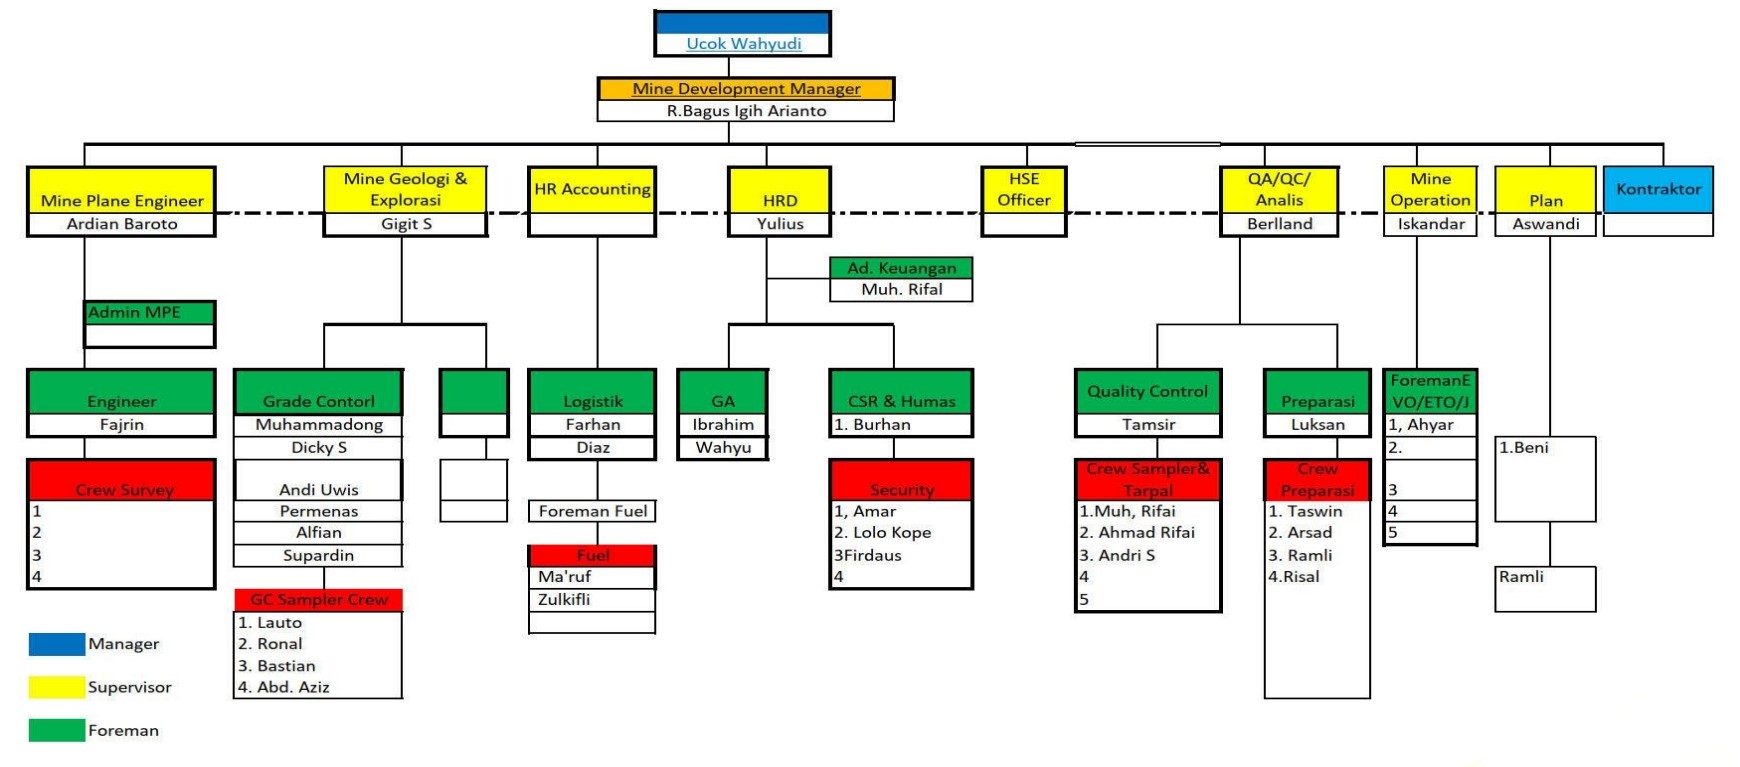 Ucok Wahyudi
Mine Development Manager
R.Bagus Igih Arianto
Mine Plane Engineer
Ardian Baroto
Mine Geologi &
Explorasi
Gigit S
HR Accounting
HRD
Yulius
HSE
Officer
QA/QC/
Analis
Berlland
Mine
Operation
Iskandar
Plan
Aswandi
Kontraktor
Ad. Keuangan
Muh. Rifal
Admin MPE
Engineer
Fajrin
Crew Survey
1
2
3
4
Grade Contorl
Muhammadong
Dicky S
Andi Uwis
Permenas
Alfian
Supardin
GC Sampler Crew
1. Lauto
2. Ronal
3. Bastian
4. Abd. Aziz
Logistik
Farhan
Diaz
Foreman Fuel
Fuel
Ma'ruf
Zulkifli
GA
Ibrahim
Wahyu
CSR & Humas
1. Burhan
Security
1, Amar
2. Lolo Kope
3Firdaus
4
Quality Control
Tamsir
Crew Sampler&
Tarpal
1.Muh, Rifai
2. Ahmad Rifai
3. Andri S
4
5
Preparasi
Luksan
Crew
Preparasi
1. Taswin
2. Arsad
3. Ramli
4.Risal
ForemanE
VO/ETO/J
1, Ahyar
2.
3
4
5
1.Beni
Ramli
Manager
Supervisor
Foreman